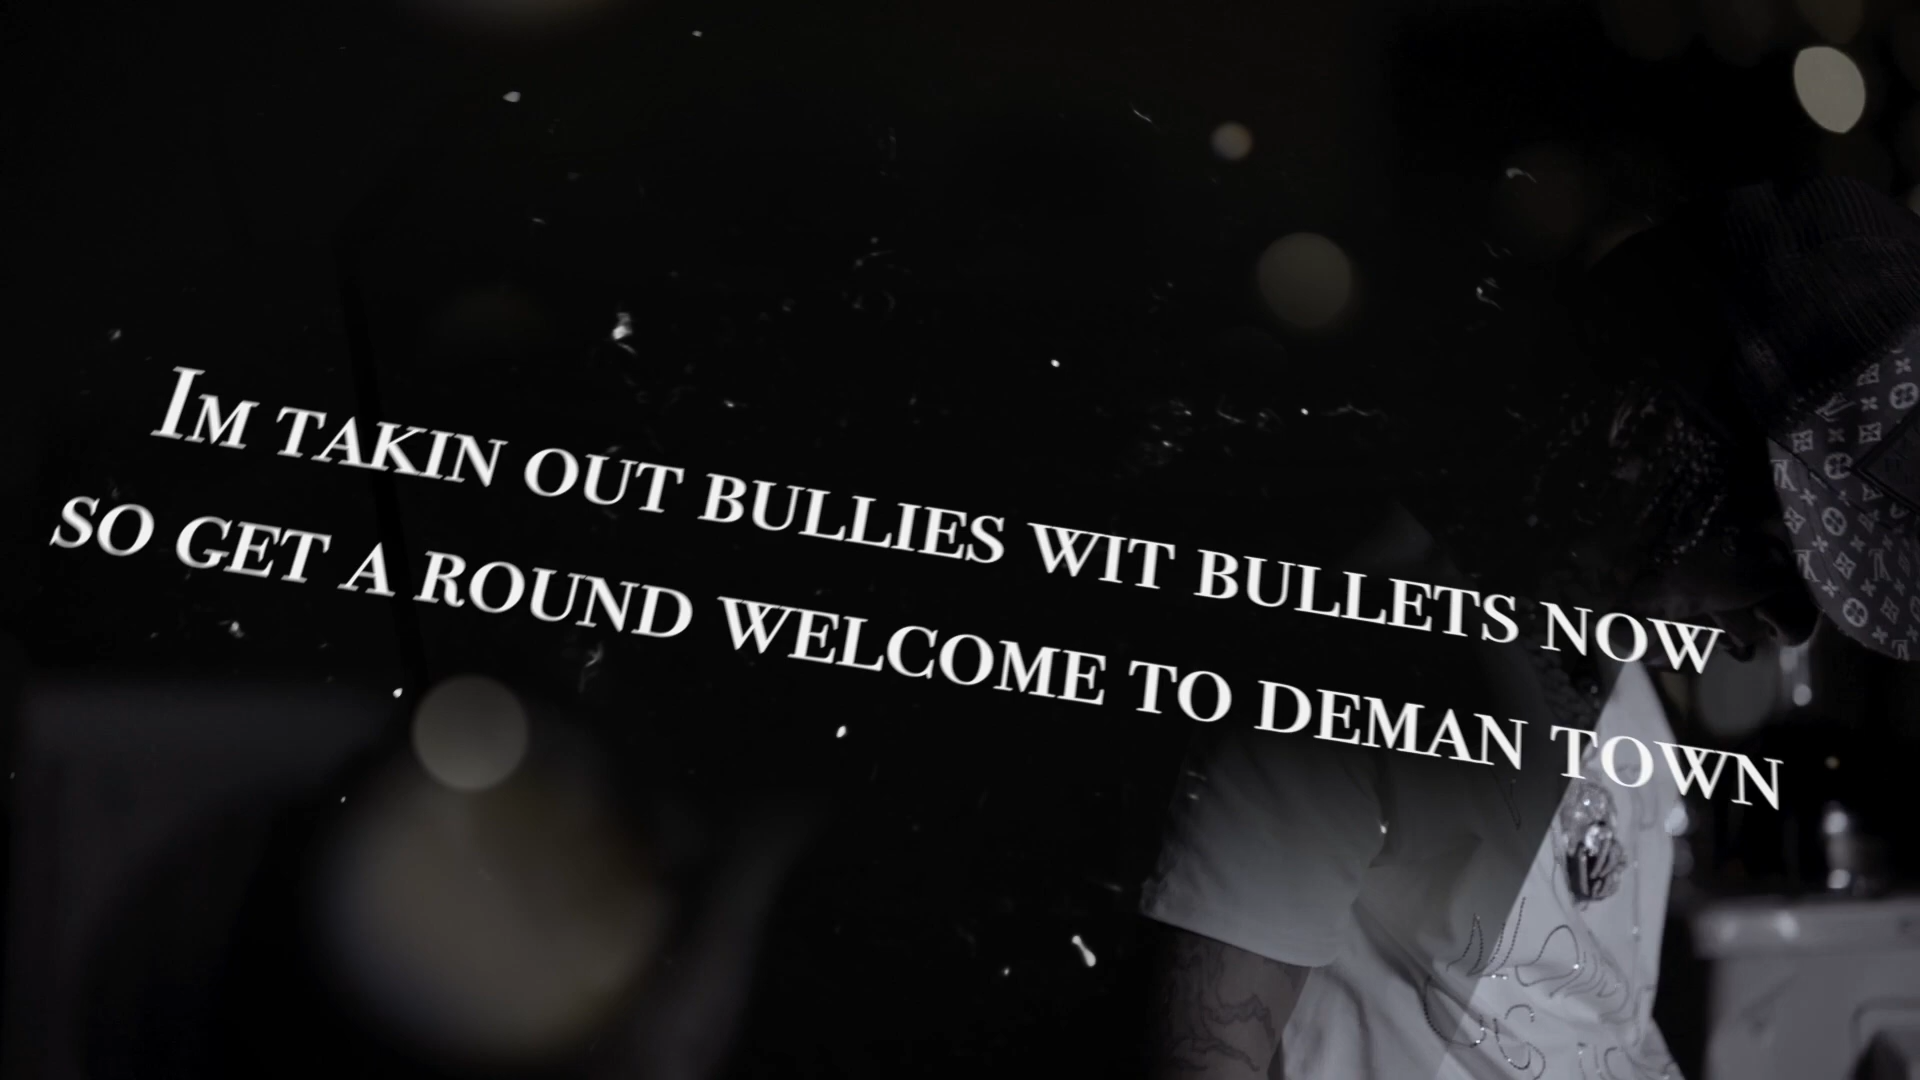 Im takin out bullies wit bullets now
so get a round welcome to deman town